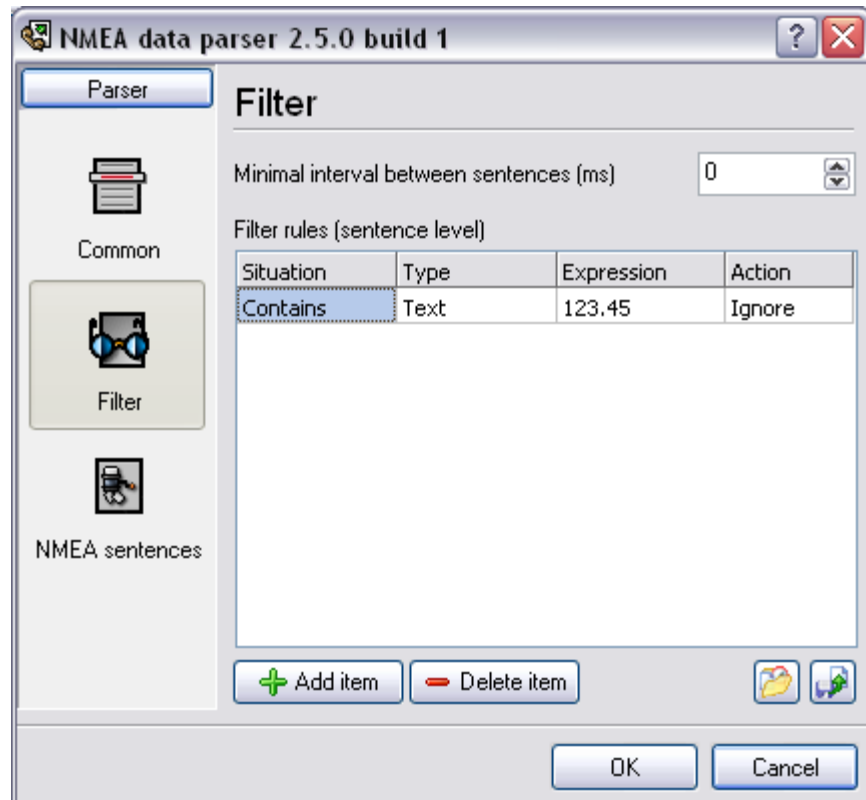 NMEA data parser 2.5.0 build 1
Parser
Common
Filter
NMEA sentences
Filter
Minimal interval between sentences (ms) 0
Filter rules (sentence level)
Situation Type Expression Action
Contains Text 123.45 Ignore
Add item Delete item
OK Cancel